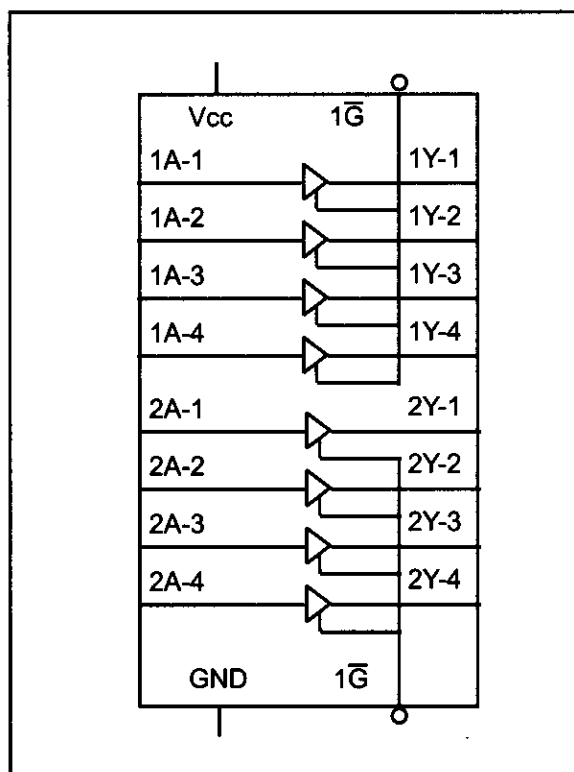 Vcc 1G̅
1A-1 1Y-1
1A-2 1Y-2
1A-3 1Y-3
1A-4 1Y-4
2A-1 2Y-1
2A-2 2Y-2
2A-3 2Y-3
2A-4 2Y-4
GND 1G̅